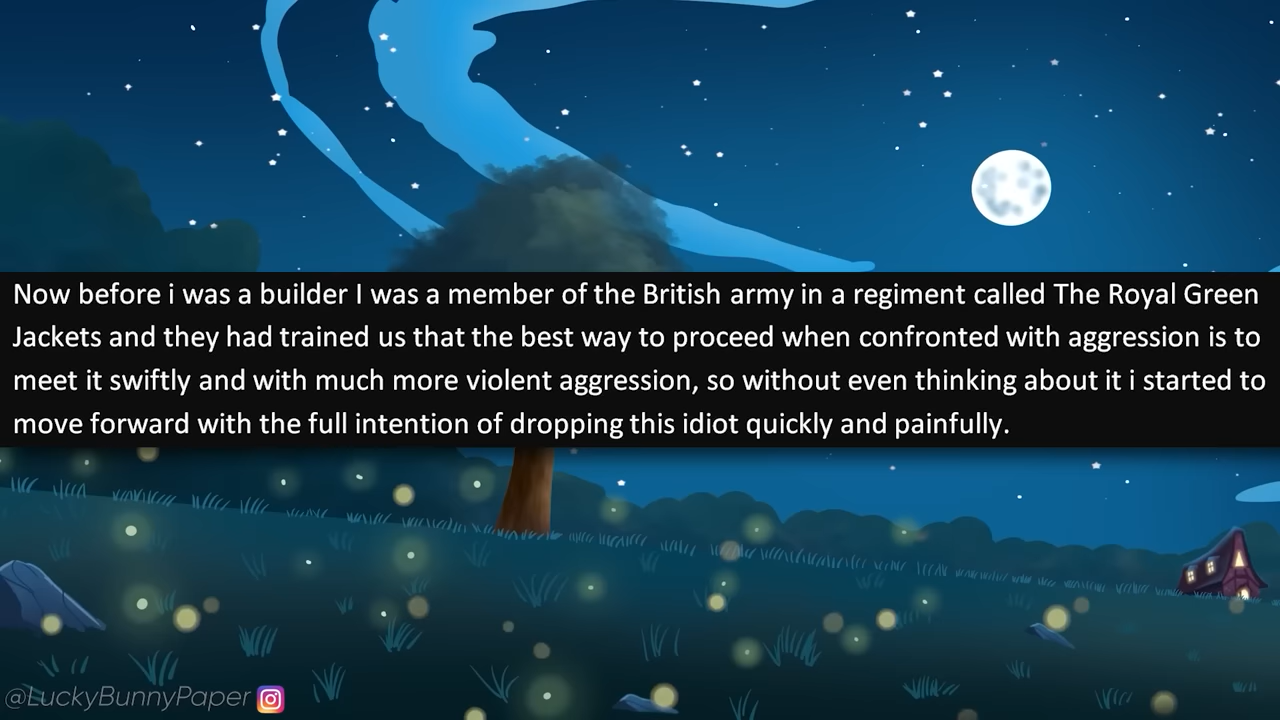 Now before i was a builder I was a member of the British army in a regiment called The Royal Green
Jackets and they had trained us that the best way to proceed when confronted with aggression is to
meet it swiftly and with much more violent aggression, so without even thinking about it i started to
move forward with the full intention of dropping this idiot quickly and painfully.
@LuckyBunnyPaper